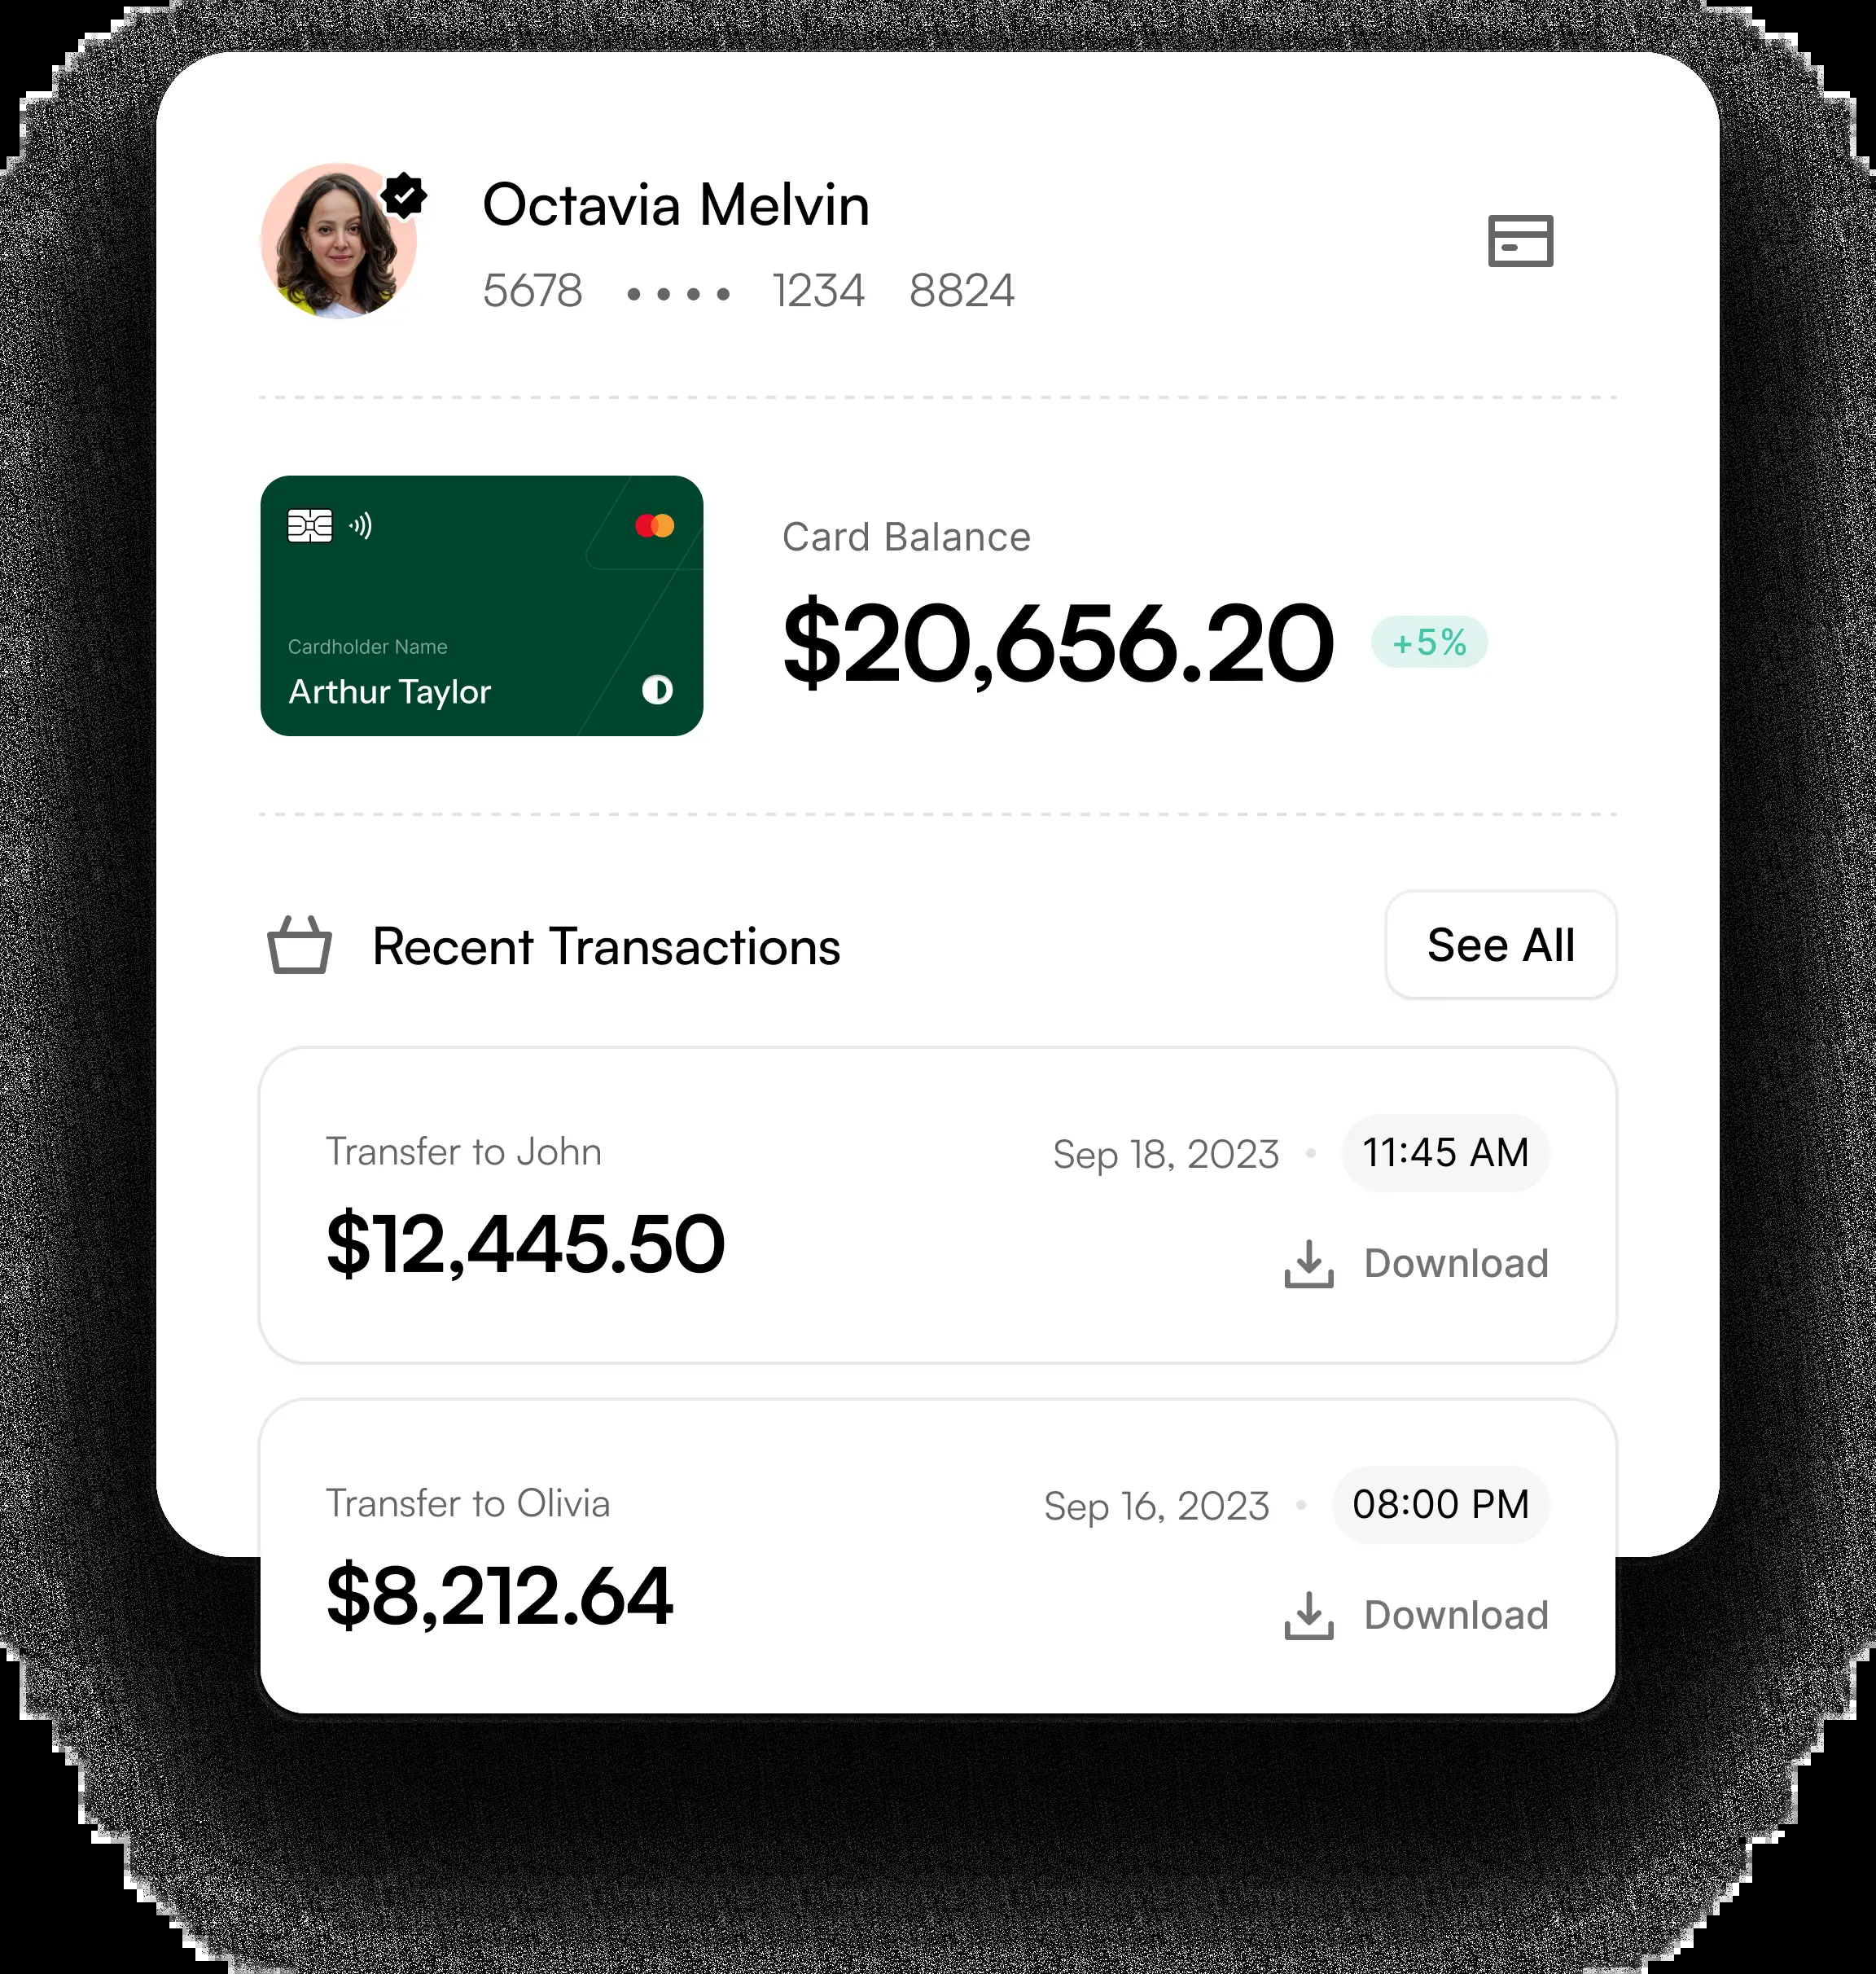 Octavia Melvin
5678 •••• 1234 8824
Card Balance
$20,656.20 +5%
Cardholder Name
Arthur Taylor
Recent Transactions
See All
Transfer to John
Sep 18, 2023 • 11:45 AM
$12,445.50
Download
Transfer to Olivia
Sep 16, 2023 • 08:00 PM
$8,212.64
Download